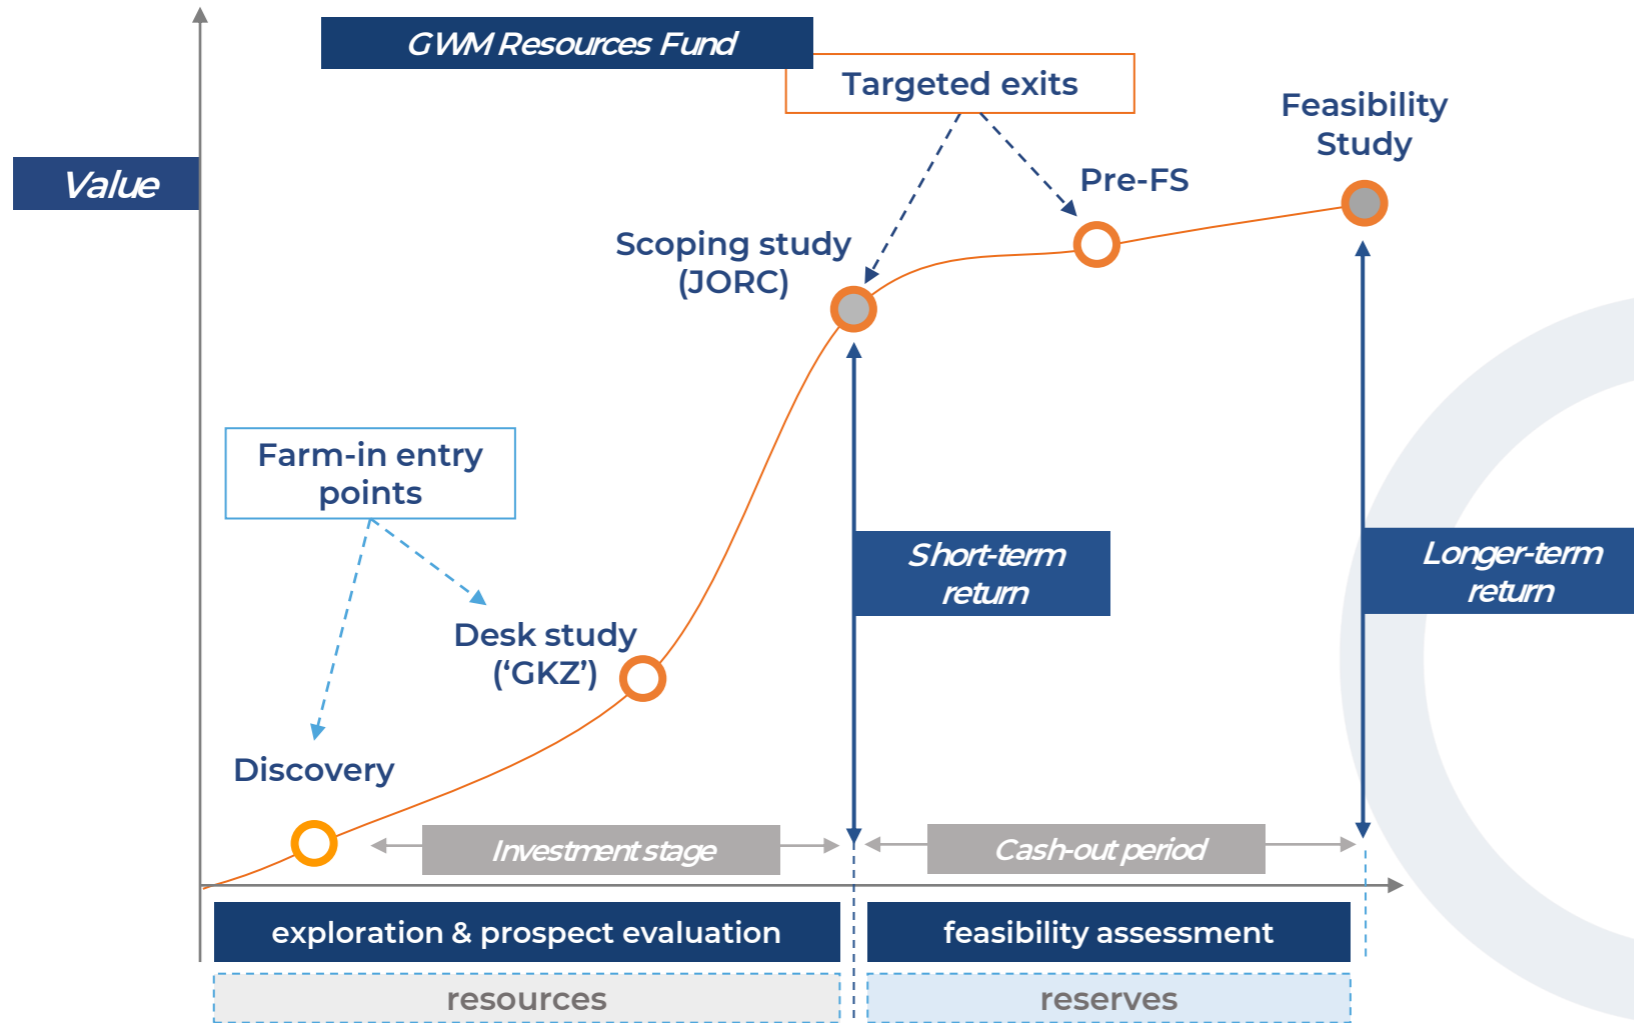 GWM Resources Fund
Targeted exits
Feasibility
Study
Value
Pre-FS
Scoping study
(JORC)
Farm-in entry
points
Short-term
return
Longer-term
return
Desk study
(‘GKZ’)
Discovery
Investment stage
Cash-out period
exploration & prospect evaluation
feasibility assessment
resources
reserves